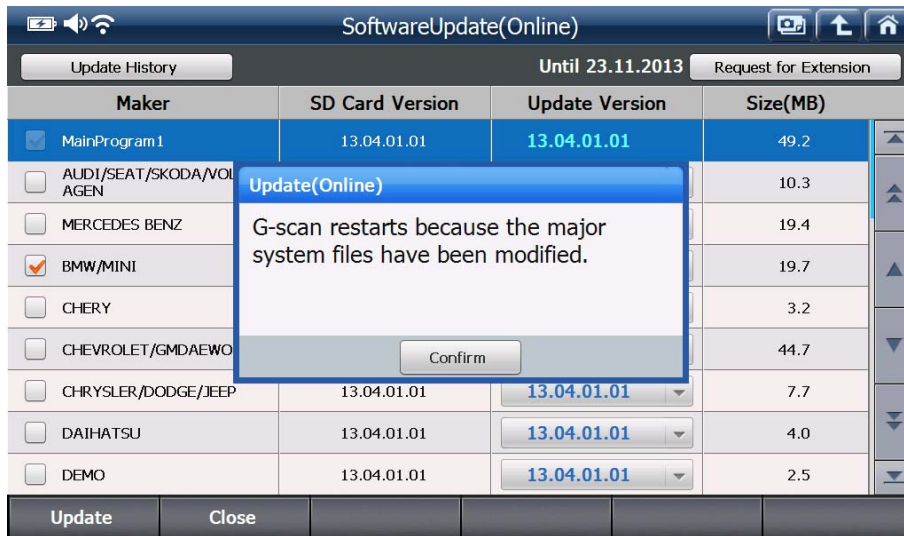 SoftwareUpdate(Online)
Update History
Until 23.11.2013
Request for Extension
Maker
SD Card Version
Update Version
Size(MB)
MainProgram1
13.04.01.01
13.04.01.01
49.2
AUDI/SEAT/SKODA/VOL
AGEN
10.3
MERCEDES BENZ
19.4
BMW/MINI
19.7
CHERY
3.2
CHEVROLET/GMDAEWO
44.7
Update(Online)
G-scan restarts because the major
system files have been modified.
Confirm
CHRYSLER/DODGE/JEEP
13.04.01.01
13.04.01.01
7.7
DAIHATSU
13.04.01.01
13.04.01.01
4.0
DEMO
13.04.01.01
13.04.01.01
2.5
Update
Close